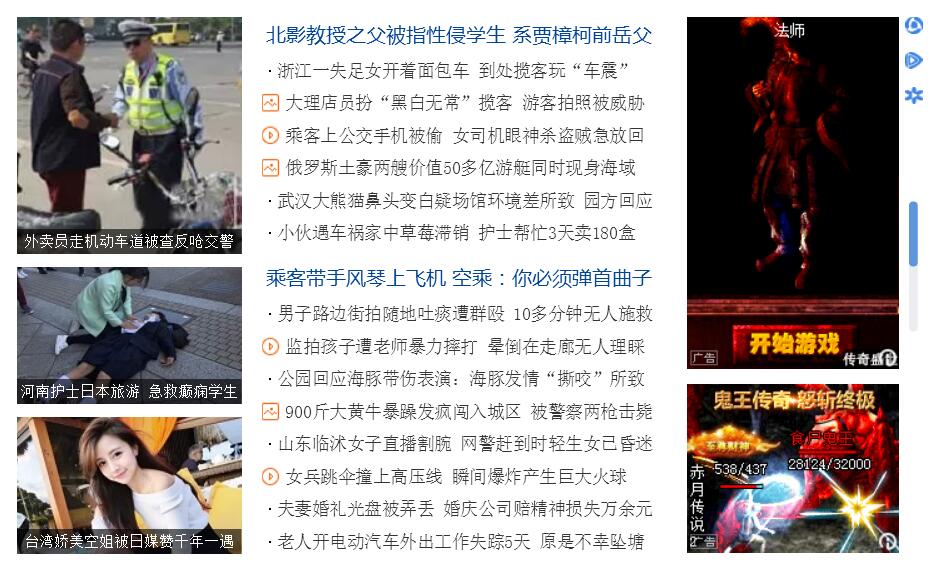 外卖员走机动车道被查反呛交警
河南护士日本旅游 急救癫痫学生
台湾娇美空姐被日媒赞千年一遇
北影教授之父被指性侵学生 系贾樟柯前岳父
· 浙江一失足女开着面包车 到处揽客玩“车震”
大理店员扮“黑白无常”揽客 游客拍照被威胁
乘客上公交手机被偷 女司机眼神杀盗贼急放回
俄罗斯土豪两艘价值50多亿游艇同时现身海域
· 武汉大熊猫鼻头变白疑场馆环境差所致 园方回应
· 小伙遇车祸家中草莓滞销 护士帮忙3天卖180盒
乘客带手风琴上飞机 空乘：你必须弹首曲子
· 男子路边街拍随地吐痰遭群殴 10多分钟无人施救
监拍孩子遭老师暴力摔打 晕倒在走廊无人理睬
· 公园回应海豚带伤表演：海豚发情“撕咬”所致
900斤大黄牛暴躁发疯闯入城区 被警察两枪击毙
· 山东临沭女子直播割腕 网警赶到时轻生女已昏迷
女兵跳伞撞上高压线 瞬间爆炸产生巨大火球
· 夫妻婚礼光盘被弄丢 婚庆公司赔精神损失万余元
· 老人开电动汽车外出工作失踪5天 原是不幸坠塘
法师
开始游戏
广告
传奇盛世
鬼王传奇 怒斩终极
至尊财神
食尸鬼王
538/437
28124/32000
赤月传说
广告